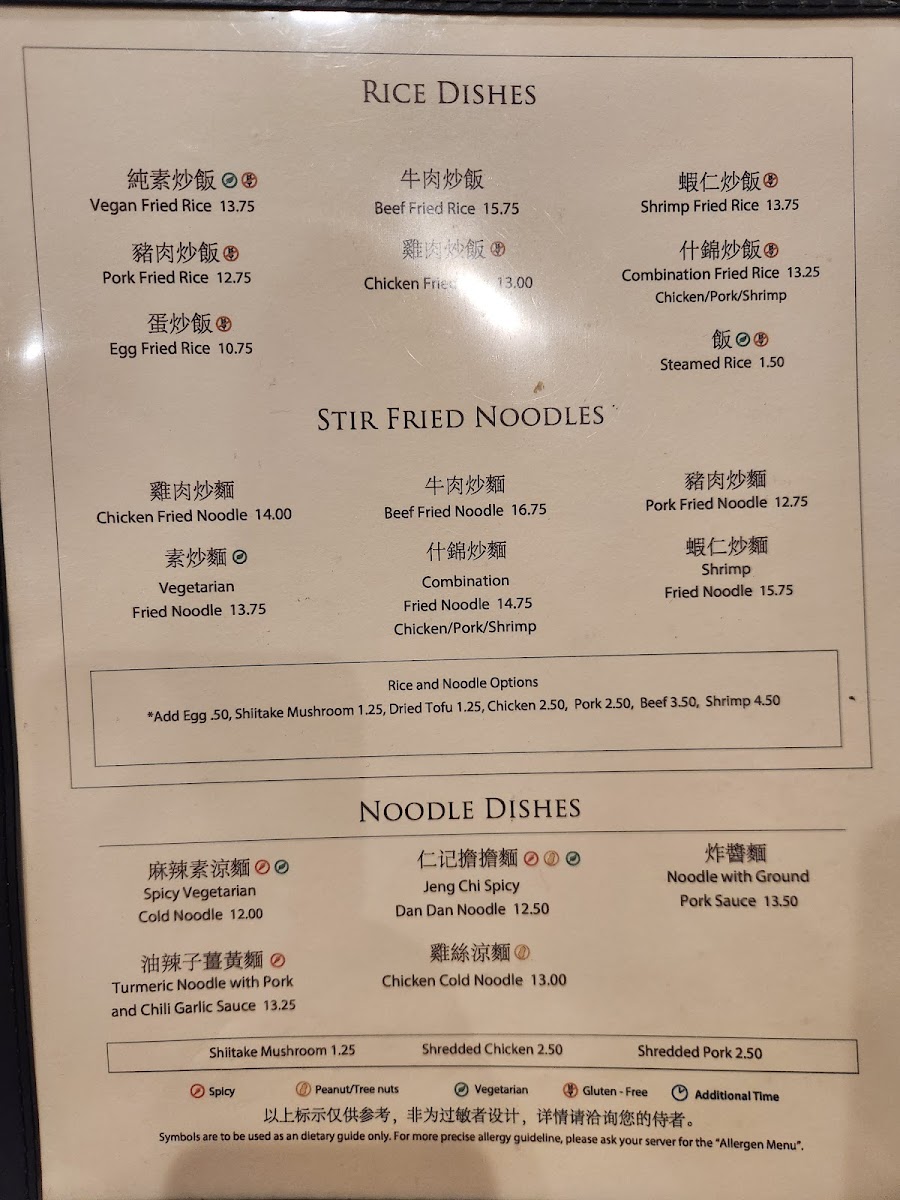 RICE DISHES
純素炒飯
Vegan Fried Rice 13.75
牛肉炒飯
Beef Fried Rice 15.75
蝦仁炒飯
Shrimp Fried Rice 13.75
豬肉炒飯
Pork Fried Rice 12.75
雞肉炒飯
Chicken Fried 13.00
什錦炒飯
Combination Fried Rice 13.25
Chicken/Pork/Shrimp
蛋炒飯
Egg Fried Rice 10.75
飯
Steamed Rice 1.50
STIR FRIED NOODLES
雞肉炒麵
Chicken Fried Noodle 14.00
牛肉炒麵
Beef Fried Noodle 16.75
豬肉炒麵
Pork Fried Noodle 12.75
素炒麵
Vegetarian
Fried Noodle 13.75
什錦炒麵
Combination
Fried Noodle 14.75
Chicken/Pork/Shrimp
蝦仁炒麵
Shrimp
Fried Noodle 15.75
Rice and Noodle Options
*Add Egg .50, Shiitake Mushroom 1.25, Dried Tofu 1.25, Chicken 2.50, Pork 2.50, Beef 3.50, Shrimp 4.50
NOODLE DISHES
麻辣素涼麵
Spicy Vegetarian
Cold Noodle 12.00
仁记擔擔麵
Jeng Chi Spicy
Dan Dan Noodle 12.50
炸醬麵
Noodle with Ground
Pork Sauce 13.50
油辣子薑黃麵
Turmeric Noodle with Pork
and Chili Garlic Sauce 13.25
雞絲涼麵
Chicken Cold Noodle 13.00
Shiitake Mushroom 1.25 Shredded Chicken 2.50 Shredded Pork 2.50
Spicy Peanut/Tree nuts Vegetarian Gluten - Free Additional Time
以上标示仅供参考，非为过敏者设计，详情请洽询您的侍者。
Symbols are to be used as an dietary guide only. For more precise allergy guideline, please ask your server for the "Allergen Menu".